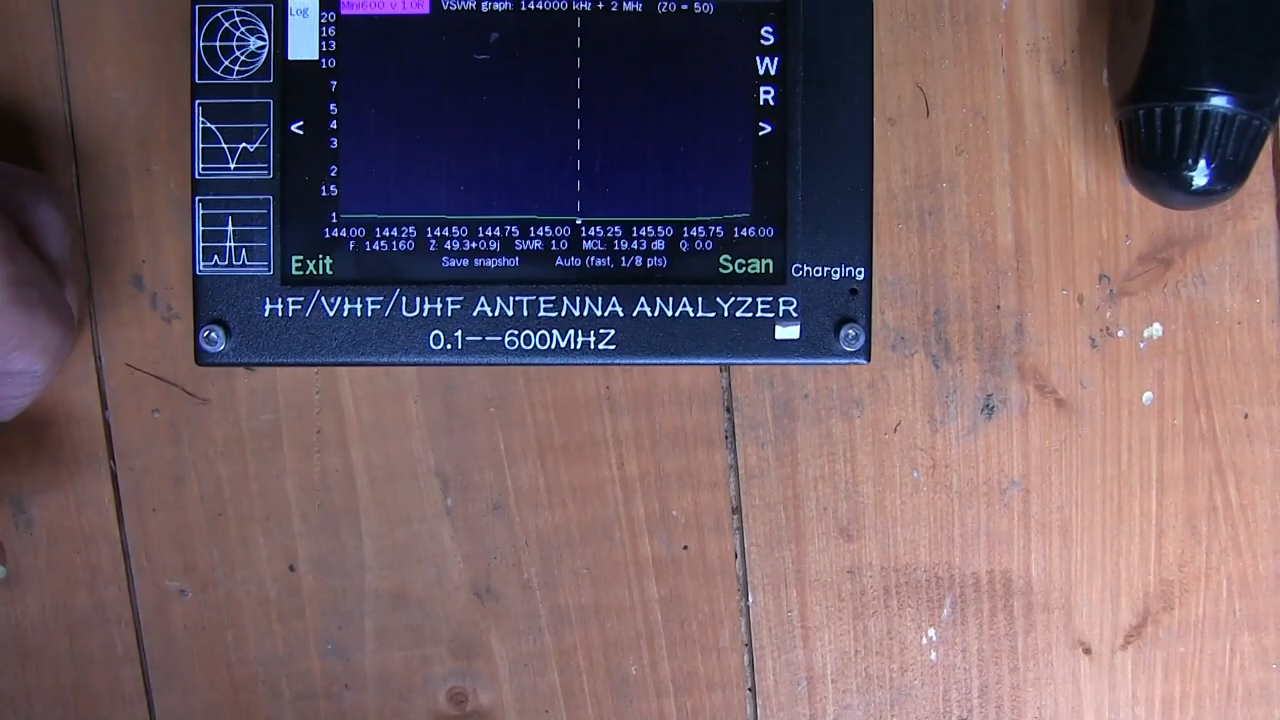 Log Mini600 v 1.0R VSWR graph: 144000 kHz + 2 MHz (Z0 = 50)
20
16
13
10
7
5
4
3
2
1.5
1
S
W
R
< >
144.00 144.25 144.50 144.75 145.00 145.25 145.50 145.75 146.00
F: 145.160 Z: 49.3+0.9j SWR: 1.0 MCL: 19.43 dB Q: 0.0
Exit Save snapshot Auto (fast, 1/8 pts) Scan
Charging
HF/VHF/UHF ANTENNA ANALYZER
0.1--600MHZ